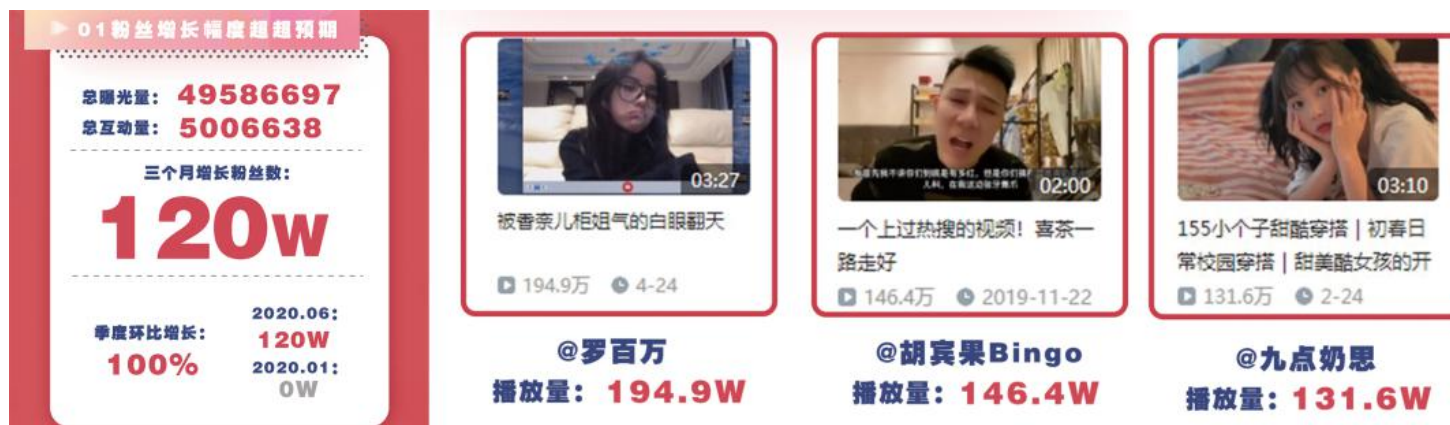 01粉丝增长幅度超超预期
总曝光量：49586697
总互动量：5006638
三个月增长粉丝数：
120W
季度环比增长：
100%
2020.06：
120W
2020.01：
0W
03:27
被香奈儿柜姐气的白眼翻天
194.9万 4-24
@罗百万
播放量：194.9W
02:00
一个上过热搜的视频！喜茶一
路走好
146.4万 2019-11-22
@胡宾果Bingo
播放量：146.4W
03:10
155小个子甜酷穿搭｜初春日
常校园穿搭｜甜美酷女孩的开
131.6万 2-24
@九点奶思
播放量：131.6W